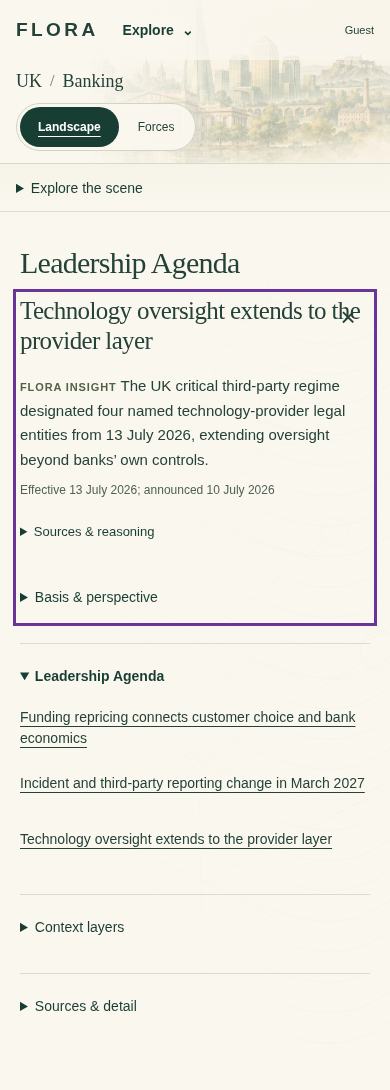 FLORA
Explore
Guest
UK / Banking
Landscape
Forces
Explore the scene
Leadership Agenda
Technology oversight extends to the
provider layer
FLORA INSIGHT The UK critical third-party regime
designated four named technology-provider legal
entities from 13 July 2026, extending oversight
beyond banks’ own controls.
Effective 13 July 2026; announced 10 July 2026
Sources & reasoning
Basis & perspective
Leadership Agenda
Funding repricing connects customer choice and bank
economics
Incident and third-party reporting change in March 2027
Technology oversight extends to the provider layer
Context layers
Sources & detail